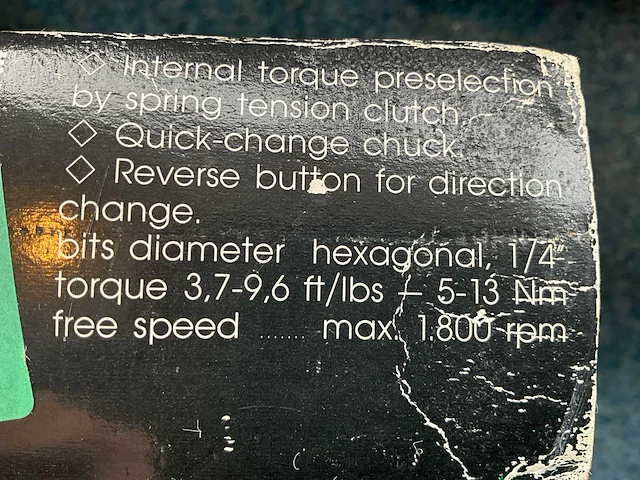 ◇ Internal torque preselection
by spring tension clutch.
◇ Quick-change chuck.
◇ Reverse button for direction
change.
bits diameter hexagonal, 1/4"
torque 3,7-9,6 ft/lbs – 5-13 Nm
free speed ....... max. 1.800 rpm